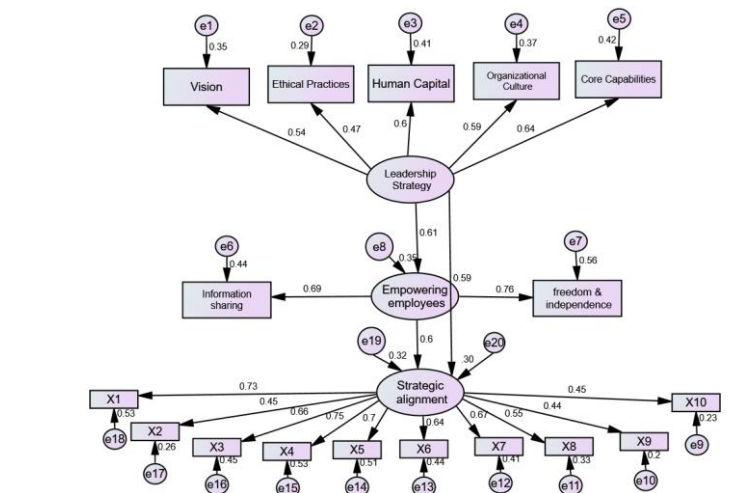 e1
e2
e3
e4
e5
0.35
0.29
0.41
0.37
0.42
Vision
Ethical Practices
Human Capital
Organizational
Culture
Core Capabilities
0.54
0.47
0.6
0.59
0.64
Leadership
Strategy
0.61
e6
e8
e7
0.44
0.35
0.56
0.59
Information
sharing
0.69
Empowering
employees
0.76
freedom &
independence
e19
0.6
e20
0.32
.30
Strategic
alignment
0.73
0.45
0.66
0.75
0.7
0.64
0.67
0.55
0.44
0.45
X1
X2
X3
X4
X5
X6
X7
X8
X9
X10
0.53
0.26
0.45
0.53
0.51
0.44
0.41
0.33
0.2
0.23
e18
e17
e16
e15
e14
e13
e12
e11
e10
e9